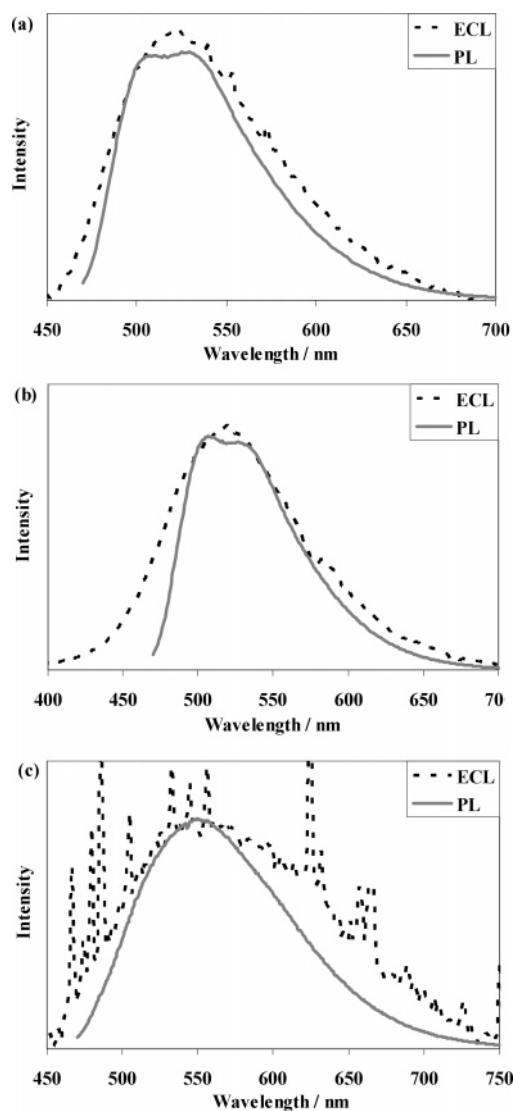 (a)
ECL
PL
Intensity
450 500 550 600 650 700
Wavelength / nm
(b)
ECL
PL
Intensity
400 450 500 550 600 650 70
Wavelength / nm
(c)
ECL
PL
Intensity
450 500 550 600 650 700 750
Wavelength / nm